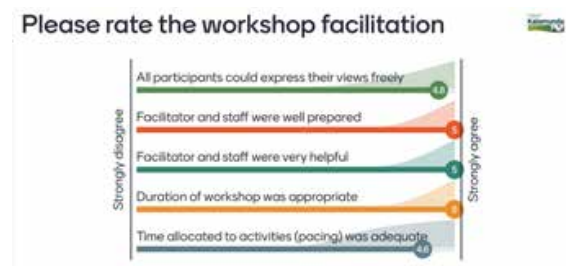 Please rate the workshop facilitation
Kalamunda
Strongly disagree
All participants could express their views freely
4.8
Facilitator and staff were well prepared
5
Facilitator and staff were very helpful
5
Duration of workshop was appropriate
5
Time allocated to activities (pacing) was adequate
4.6
Strongly agree